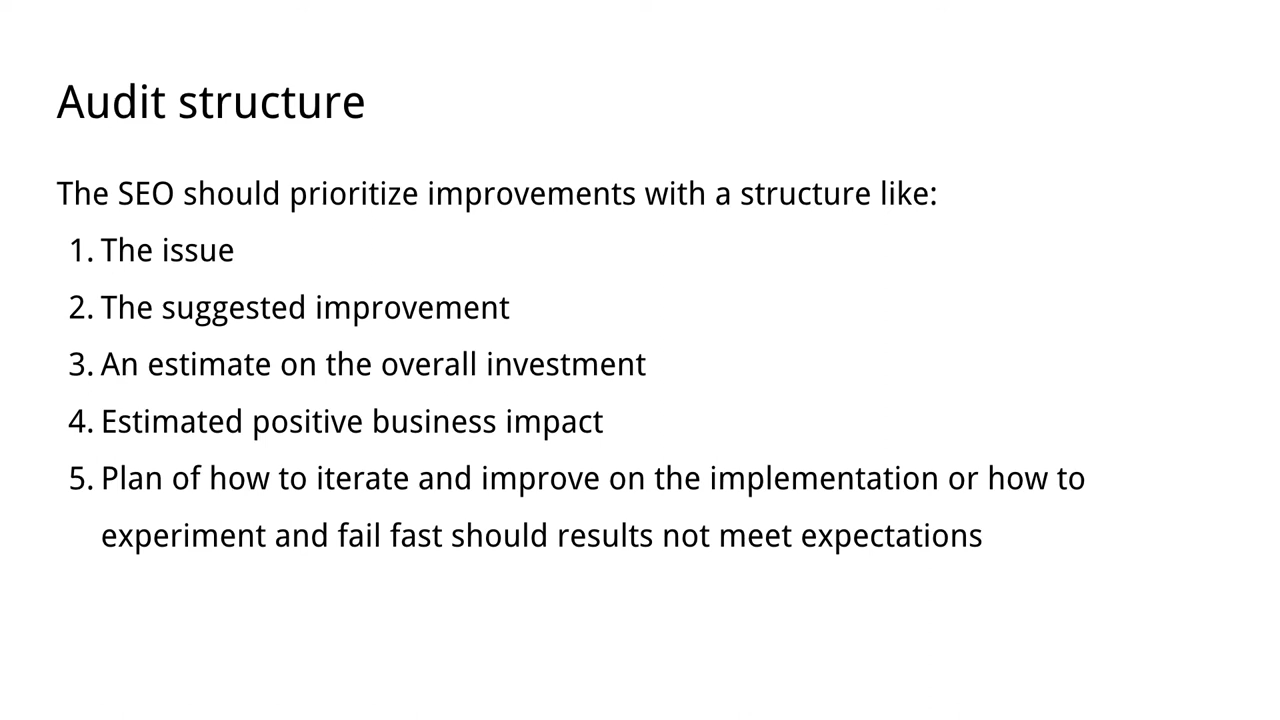 Audit structure
The SEO should prioritize improvements with a structure like:
1. The issue
2. The suggested improvement
3. An estimate on the overall investment
4. Estimated positive business impact
5. Plan of how to iterate and improve on the implementation or how to
experiment and fail fast should results not meet expectations